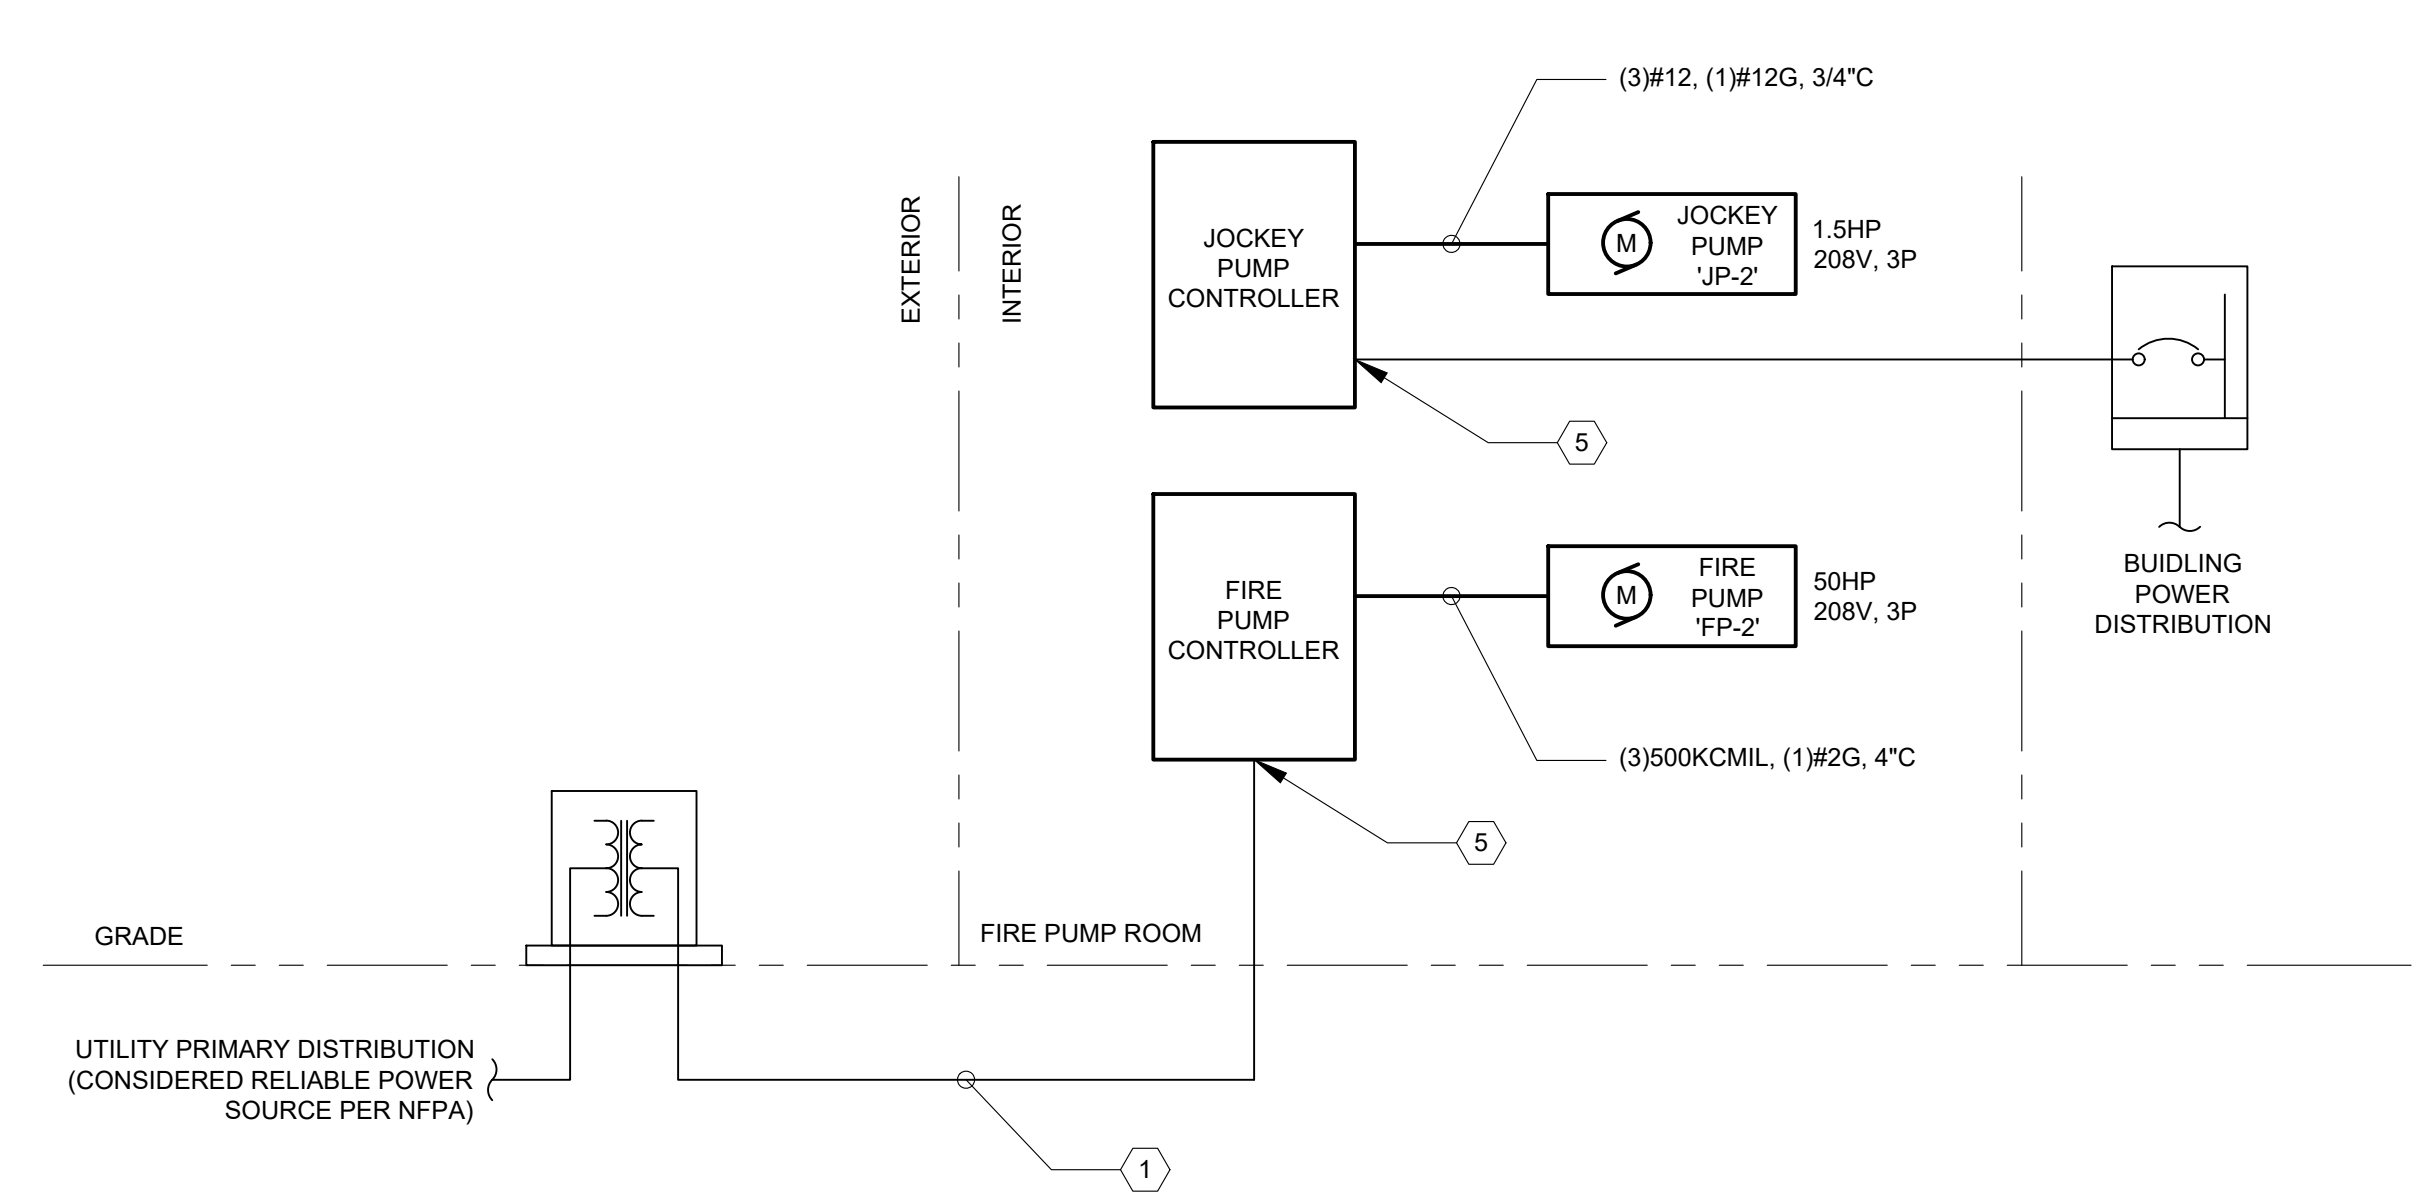 (3)#12, (1)#12G, 3/4"C
EXTERIOR
INTERIOR
JOCKEY
PUMP
CONTROLLER
M
JOCKEY
PUMP
'JP-2'
1.5HP
208V, 3P
5
FIRE
PUMP
CONTROLLER
M
FIRE
PUMP
'FP-2'
50HP
208V, 3P
BUIDLING
POWER
DISTRIBUTION
(3)500KCMIL, (1)#2G, 4"C
5
GRADE
FIRE PUMP ROOM
UTILITY PRIMARY DISTRIBUTION
(CONSIDERED RELIABLE POWER
SOURCE PER NFPA)
1